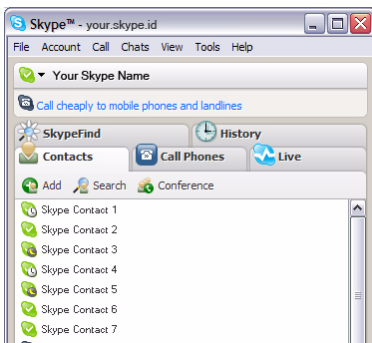 Skype™ - your.skype.id
File Account Call Chats View Tools Help
Your Skype Name
Call cheaply to mobile phones and landlines
SkypeFind History
Contacts Call Phones Live
Add Search Conference
Skype Contact 1
Skype Contact 2
Skype Contact 3
Skype Contact 4
Skype Contact 5
Skype Contact 6
Skype Contact 7